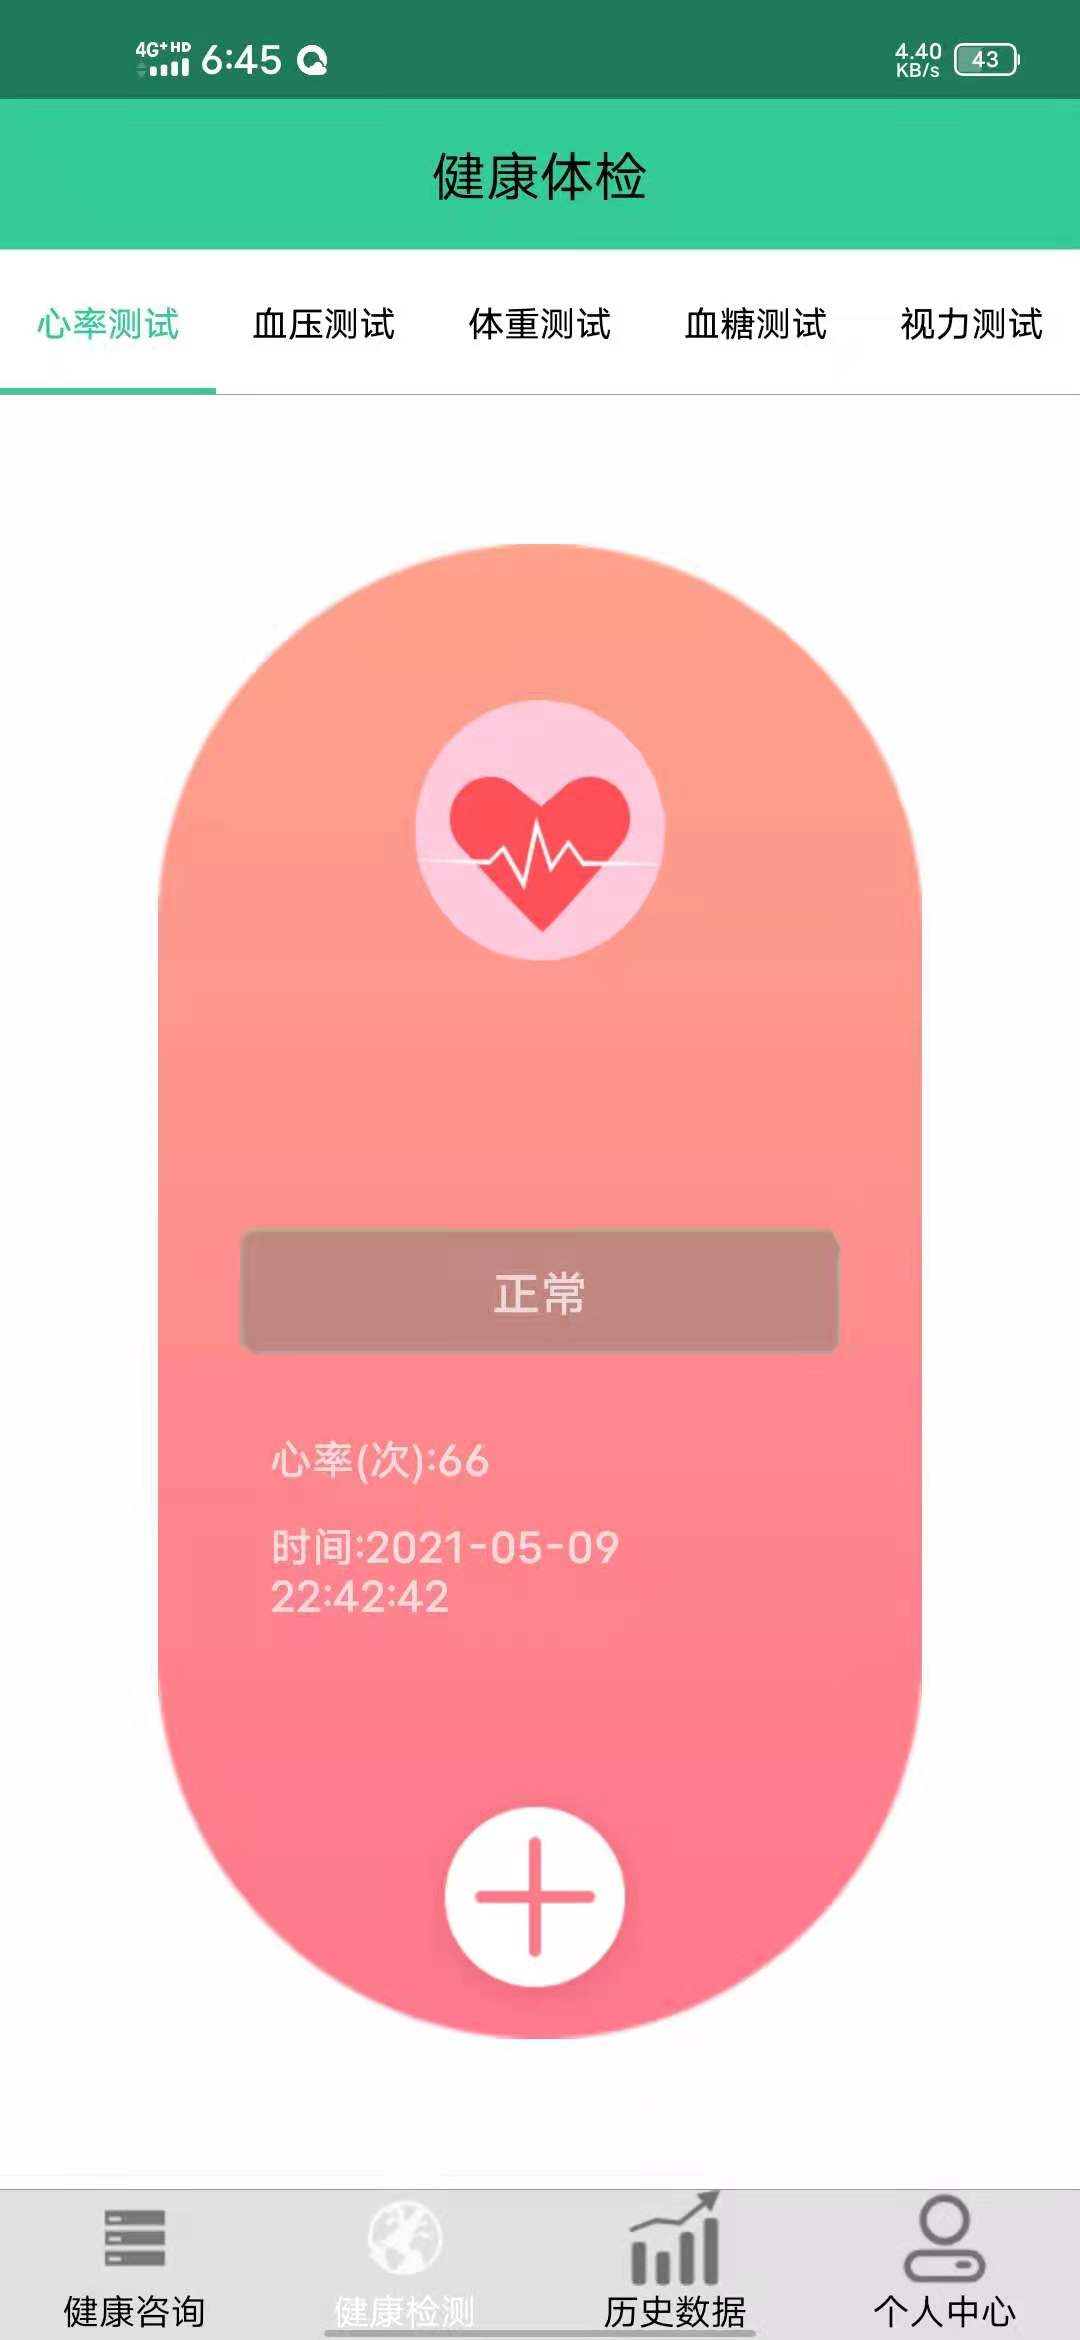 4G+ HD 6:45
4.40
KB/s
43
健康体检
心率测试 血压测试 体重测试 血糖测试 视力测试
正常
心率(次):66
时间:2021-05-09
22:42:42
健康咨询 健康检测 历史数据 个人中心